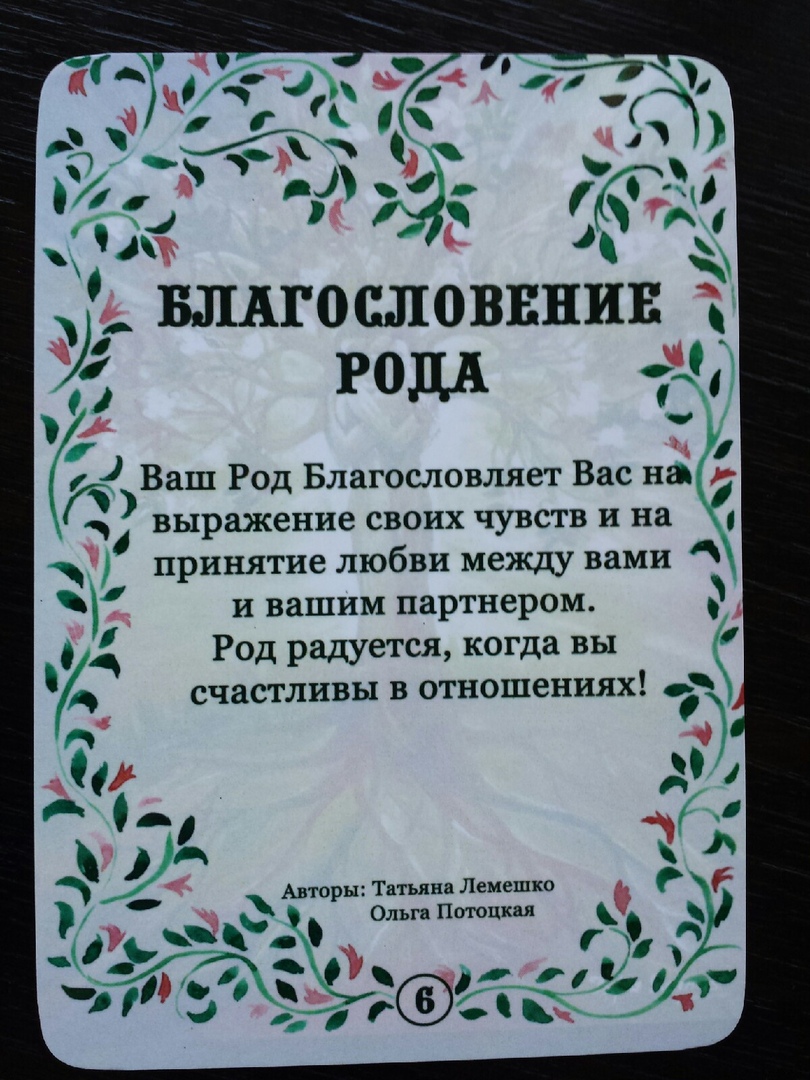 БЛАГОСЛОВЕНИЕ
РОДА
Ваш Род Благословляет Вас на
выражение своих чувств и на
принятие любви между вами
и вашим партнером.
Род радуется, когда вы
счастливы в отношениях!
Авторы: Татьяна Лемешко
Ольга Потоцкая
6